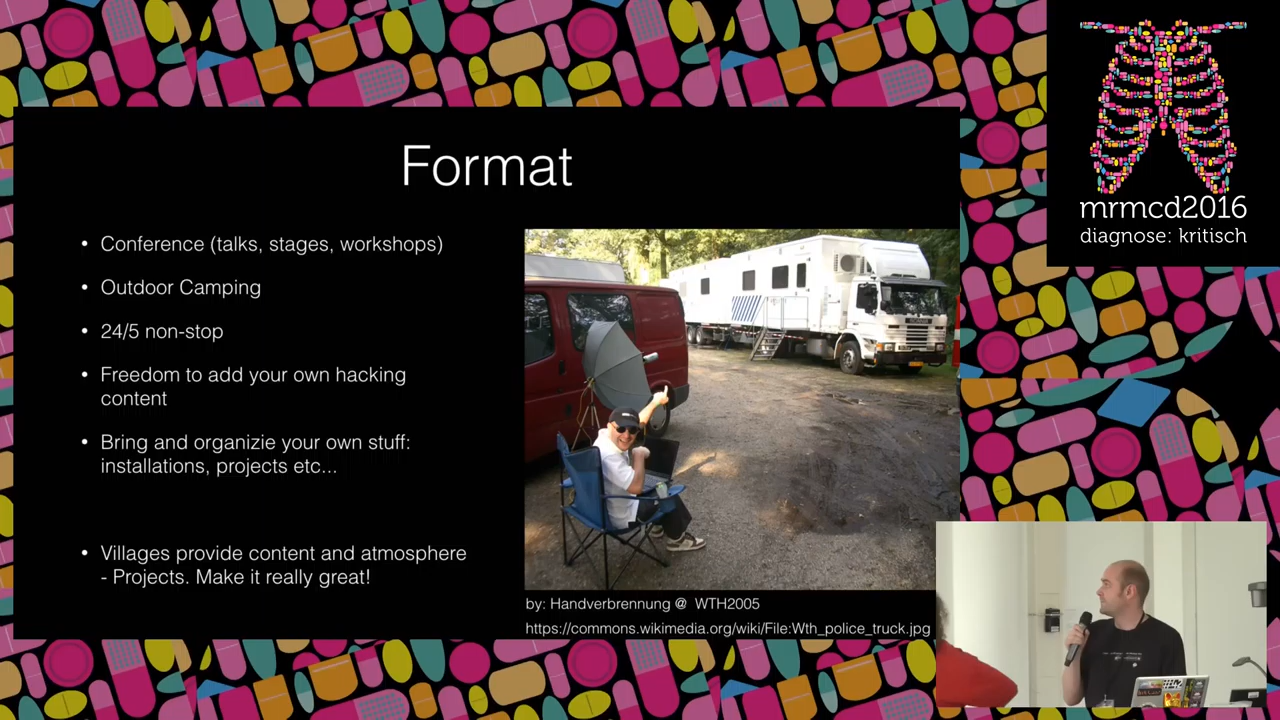 Format
• Conference (talks, stages, workshops)
• Outdoor Camping
• 24/5 non-stop
• Freedom to add your own hacking
content
• Bring and organizie your own stuff:
installations, projects etc...
• Villages provide content and atmosphere
- Projects. Make it really great!
by: Handverbrennung @ WTH2005
https://commons.wikimedia.org/wiki/File:Wth_police_truck.jpg
mrmcd2016
diagnose: kritisch